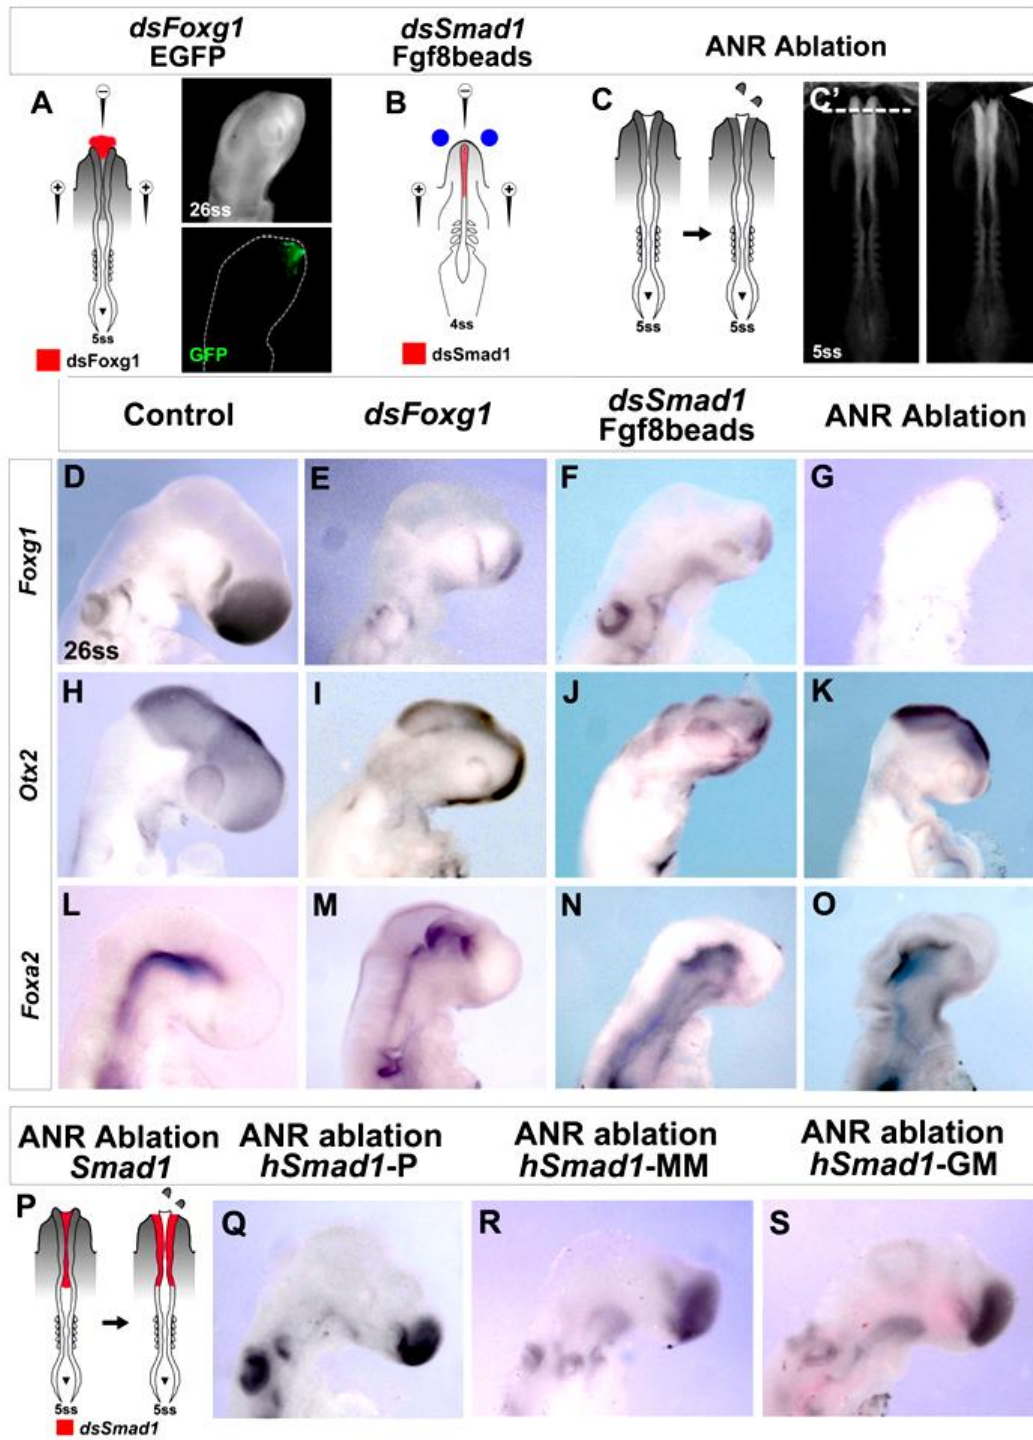 dsFoxg1
EGFP
dsSmad1
Fgf8beads
ANR Ablation
A
−
+
+
5ss
dsFoxg1
26ss
GFP
B
−
+
+
4ss
dsSmad1
C
5ss
5ss
C’
5ss
Control
dsFoxg1
dsSmad1
Fgf8beads
ANR Ablation
Foxg1
D
26ss
E
F
G
Otx2
H
I
J
K
Foxa2
L
M
N
O
ANR Ablation
Smad1
ANR ablation
hSmad1-P
ANR ablation
hSmad1-MM
ANR ablation
hSmad1-GM
P
5ss
5ss
dsSmad1
Q
R
S